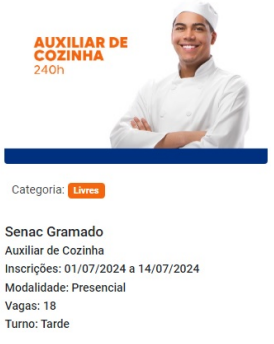 AUXILIAR DE
COZINHA
240h
Categoria: Livres
Senac Gramado
Auxiliar de Cozinha
Inscrições: 01/07/2024 a 14/07/2024
Modalidade: Presencial
Vagas: 18
Turno: Tarde